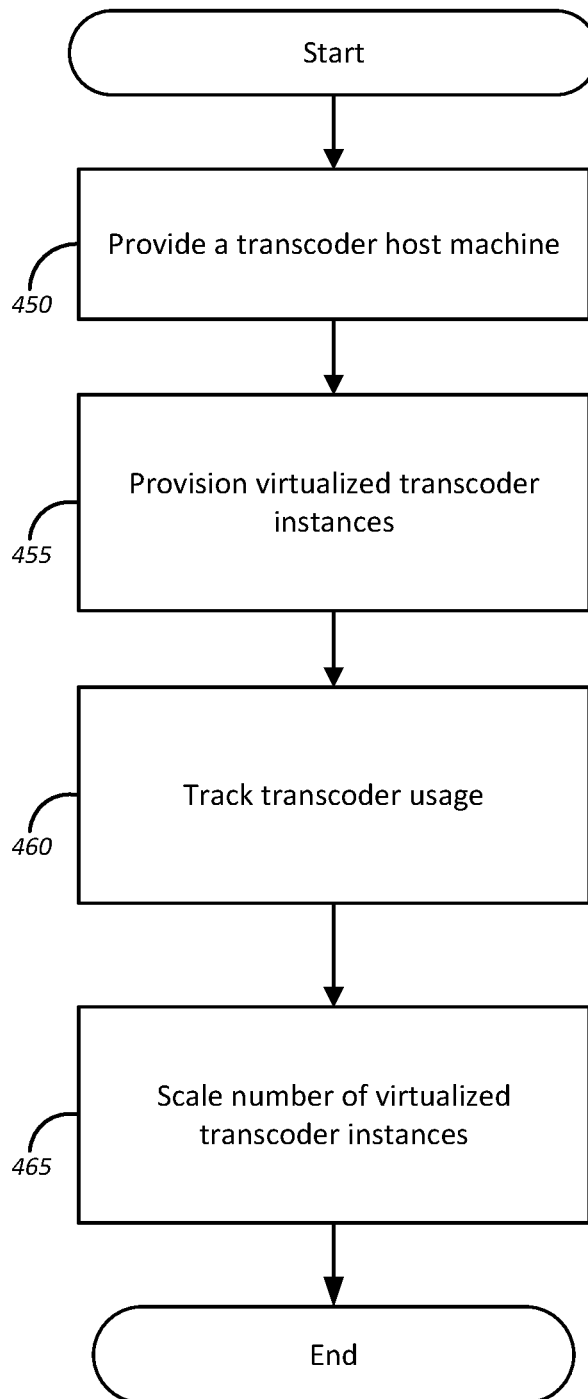 Start
Provide a transcoder host machine
450
Provision virtualized transcoder
instances
455
Track transcoder usage
460
Scale number of virtualized
transcoder instances
465
End